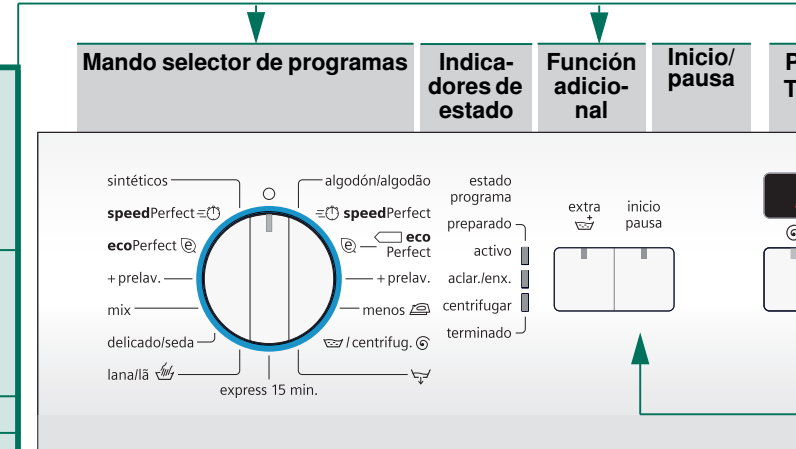 Mando selector de programas
Indica-
dores de
estado
Función
adicio-
nal
Inicio/
pausa
P
T
sintéticos
speedPerfect
ecoPerfect e
+ prelav.
mix
delicado/seda
lana/lã
express 15 min.
algodón/algodão
speedPerfect
e eco
Perfect
+ prelav.
menos
/ centrifug.
estado
programa
preparado
activo
aclar./enx.
centrifugar
terminado
extra
inicio
pausa